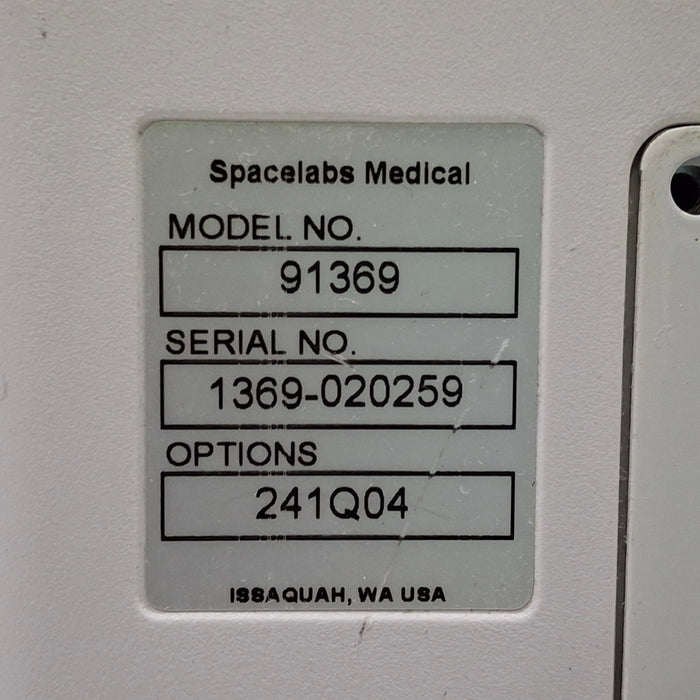 Spacelabs Medical
MODEL NO.
91369
SERIAL NO.
1369-020259
OPTIONS
241Q04
ISSAQUAH, WA USA